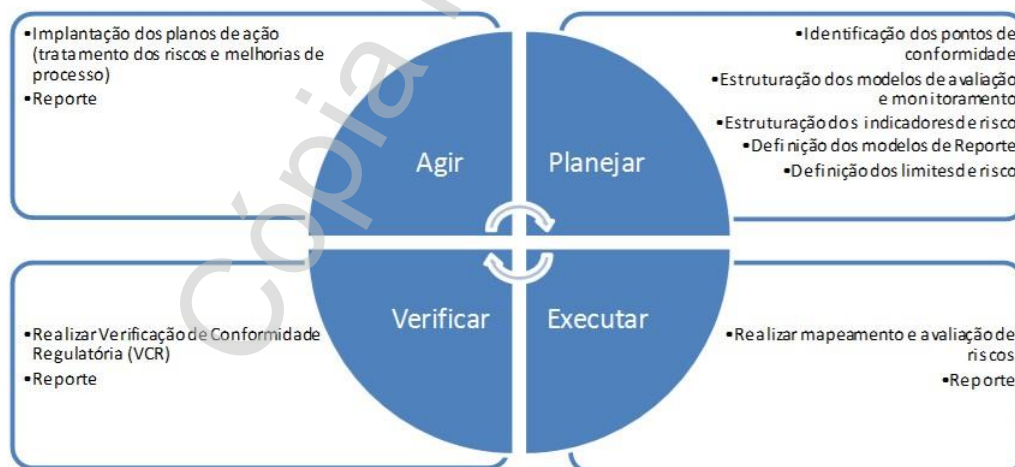 •Implantação dos planos de ação
(tratamento dos riscos e melhorias de
processo)
•Reporte
Agir
Planejar
•Identificação dos pontos de
conformidade
•Estruturação dos modelos de avaliação
e monitoramento
•Estruturação dos indicadores de risco
•Definição dos modelos de Reporte
•Definição dos limites de risco
•Realizar Verificação de Conformidade
Regulatória (VCR)
•Reporte
Verificar
Executar
•Realizar mapeamento e avaliação de
riscos
•Reporte
Cópia